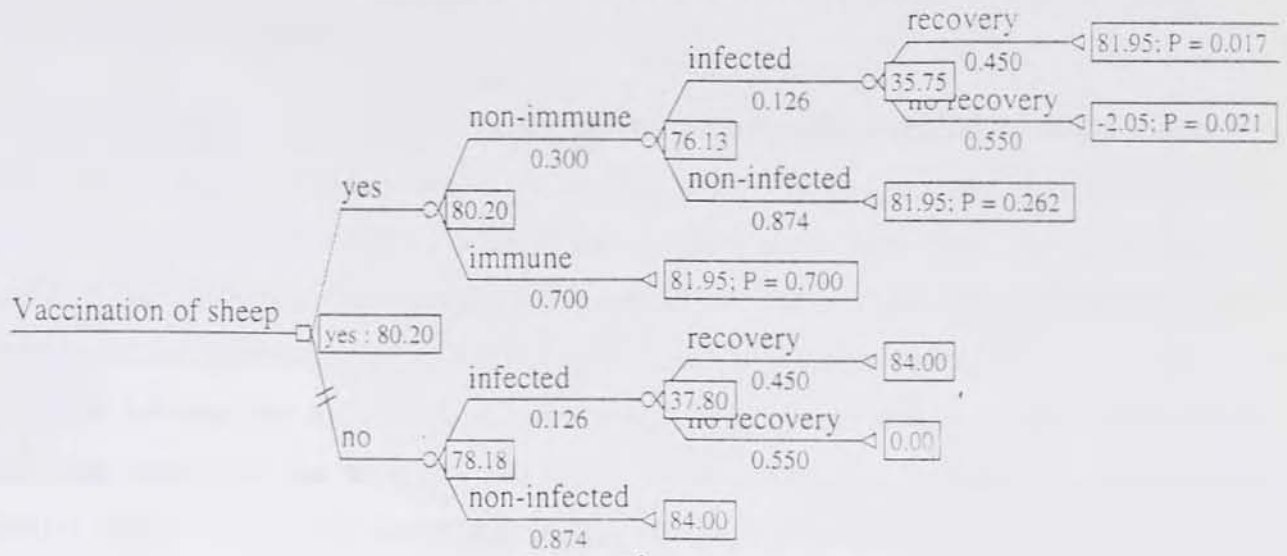 recovery
81.95; P = 0.017
0.450
infected
35.75
0.126
no recovery
-2.05; P = 0.021
0.550
non-immune
76.13
0.300
non-infected
81.95; P = 0.262
0.874
yes
80.20
immune
81.95; P = 0.700
0.700
Vaccination of sheep
yes : 80.20
recovery
84.00
0.450
infected
37.80
0.126
no recovery
0.00
0.550
no
78.18
non-infected
84.00
0.874